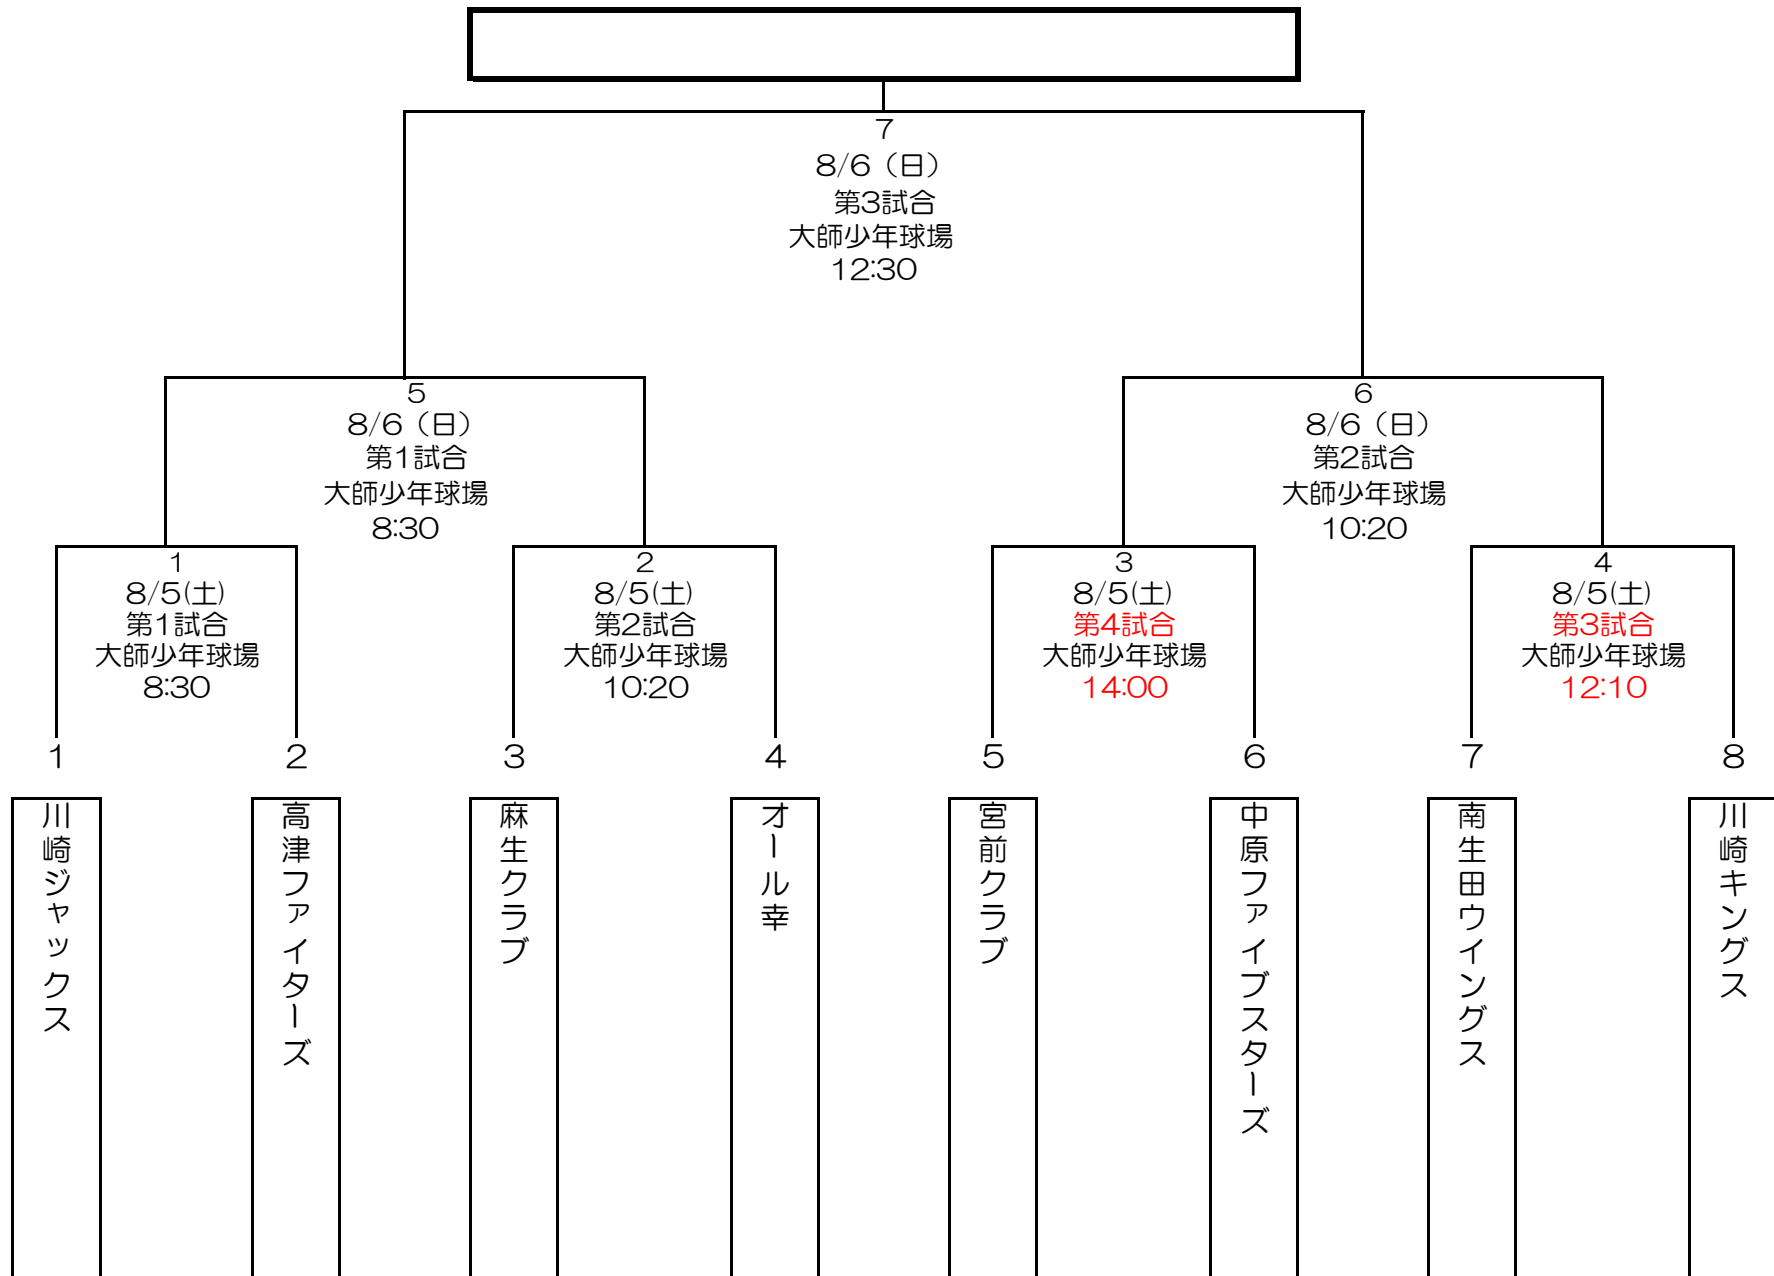 7
8/6（日）
第3試合
大師少年球場
12:30
5
8/6（日）
第1試合
大師少年球場
8:30
6
8/6（日）
第2試合
大師少年球場
10:20
1
8/5(土)
第1試合
大師少年球場
8:30
2
8/5(土)
第2試合
大師少年球場
10:20
3
8/5(土)
第4試合
大師少年球場
14:00
4
8/5(土)
第3試合
大師少年球場
12:10
1
川崎ジャックス
2
高津ファイターズ
3
麻生クラブ
4
オール幸
5
宮前クラブ
6
中原ファイブスターズ
7
南生田ウイングス
8
川崎キングス